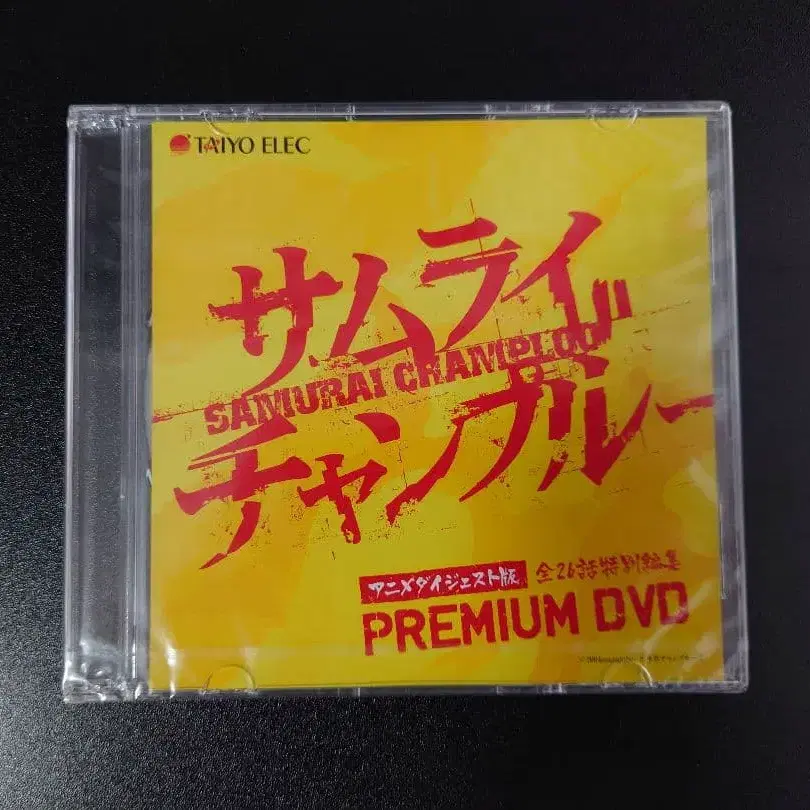 TAIYO ELEC
サムライ
SAMURAI CHAMPLOO
チャンプルー
アニメダイジェスト版 全26話特別編集
PREMIUM DVD